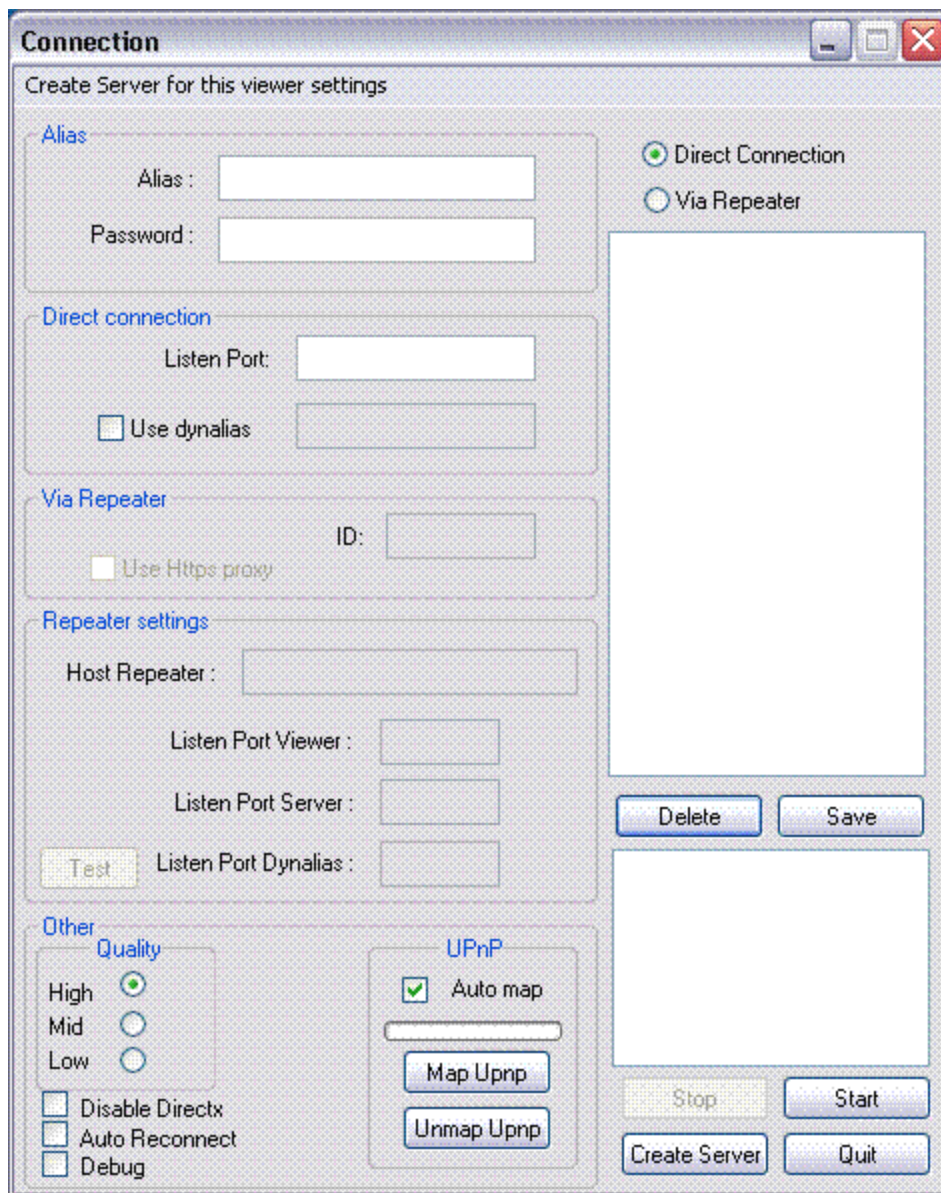 Connection
Create Server for this viewer settings
Alias
Alias :
Password :
Direct Connection
Via Repeater
Direct connection
Listen Port:
Use dynalias
Via Repeater
ID:
Use Https proxy
Repeater settings
Host Repeater :
Listen Port Viewer :
Listen Port Server :
Test
Listen Port Dynalias :
Delete
Save
Other
Quality
High
Mid
Low
Disable Directx
Auto Reconnect
Debug
UPnP
Auto map
Map Upnp
Unmap Upnp
Stop
Start
Create Server
Quit